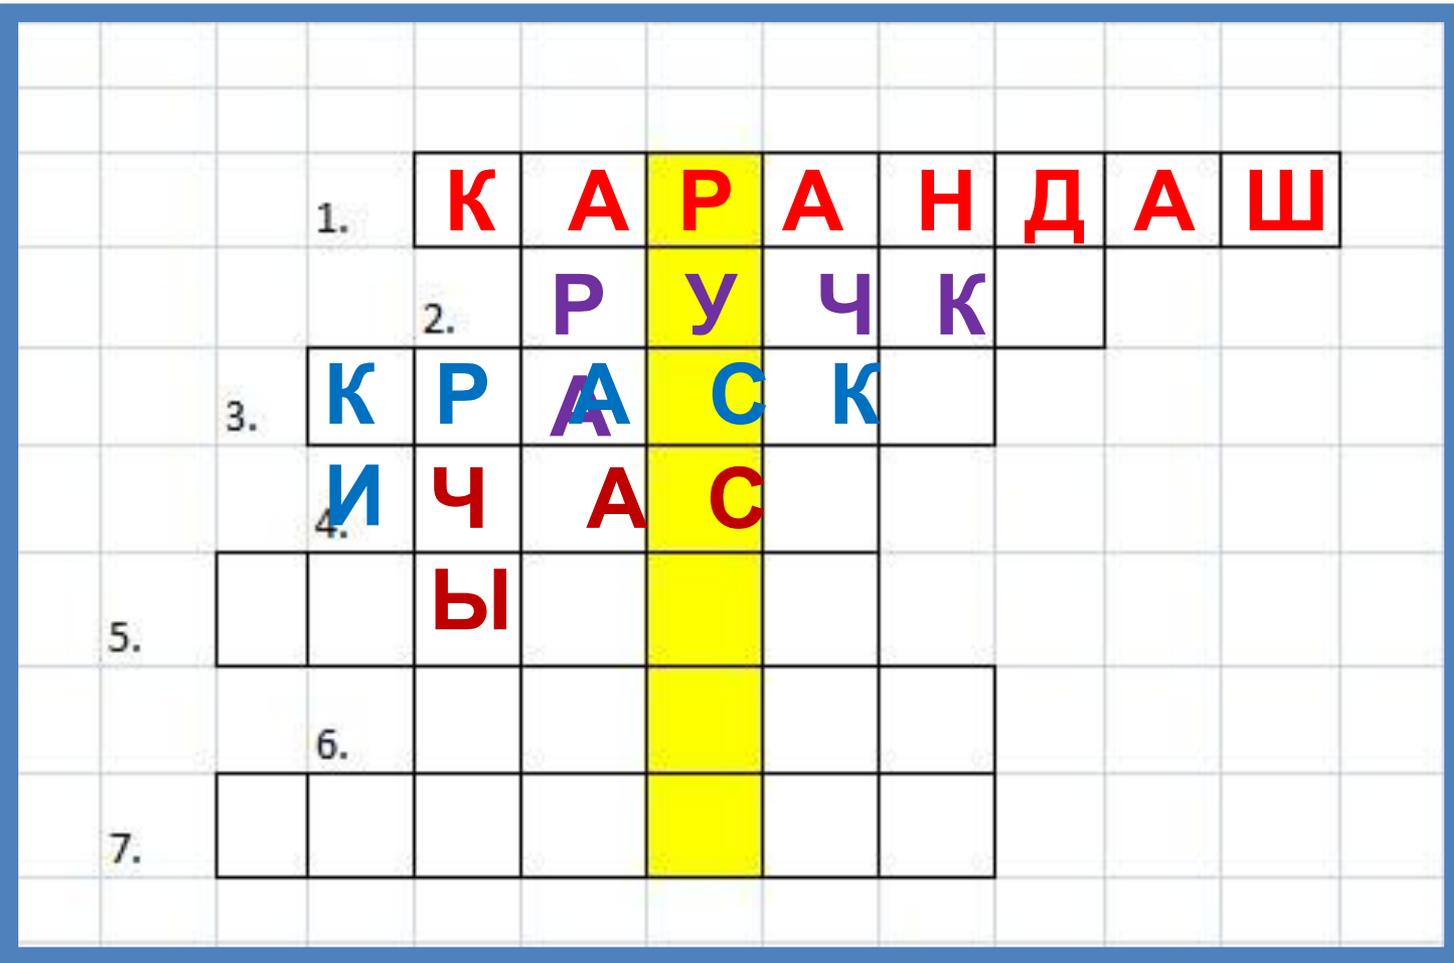 1. К А Р А Н Д А Ш
2. Р У Ч К
А
3. К Р А С К
И
4. Ч А С
Ы
5.
6.
7.